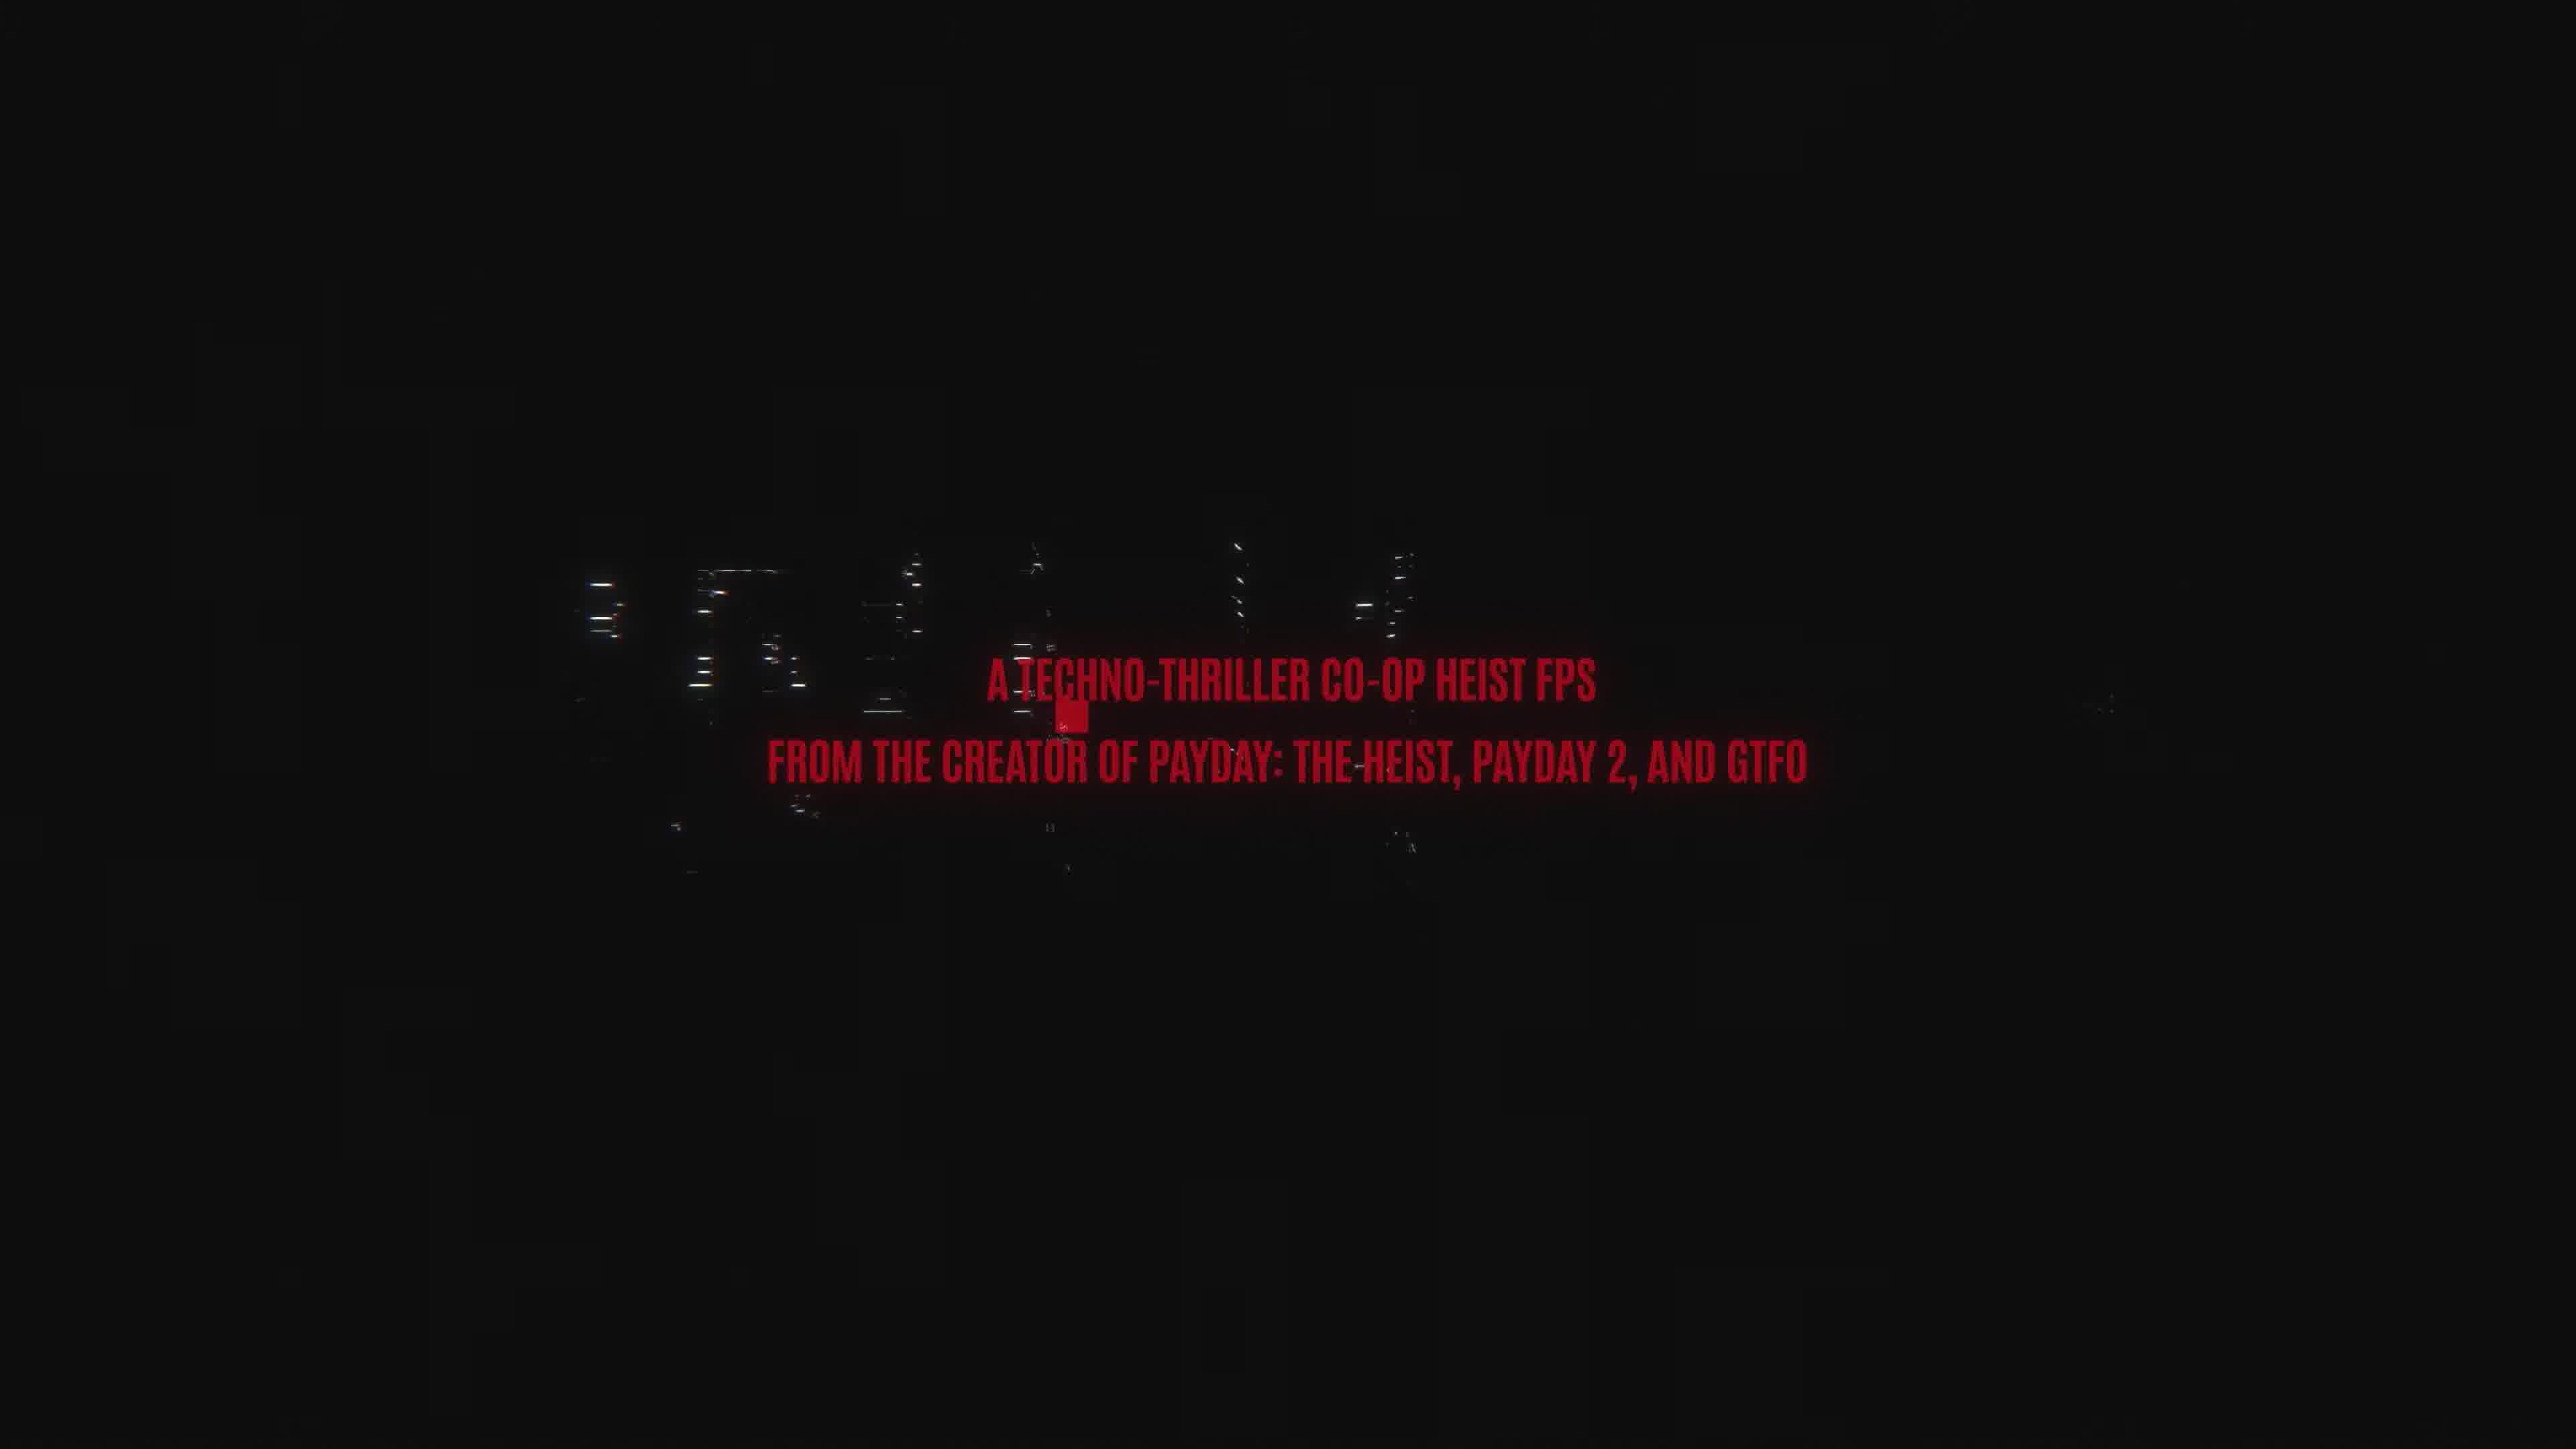 A TECHNO-THRILLER CO-OP HEIST FPS
FROM THE CREATOR OF PAYDAY: THE HEIST, PAYDAY 2, AND GTFO